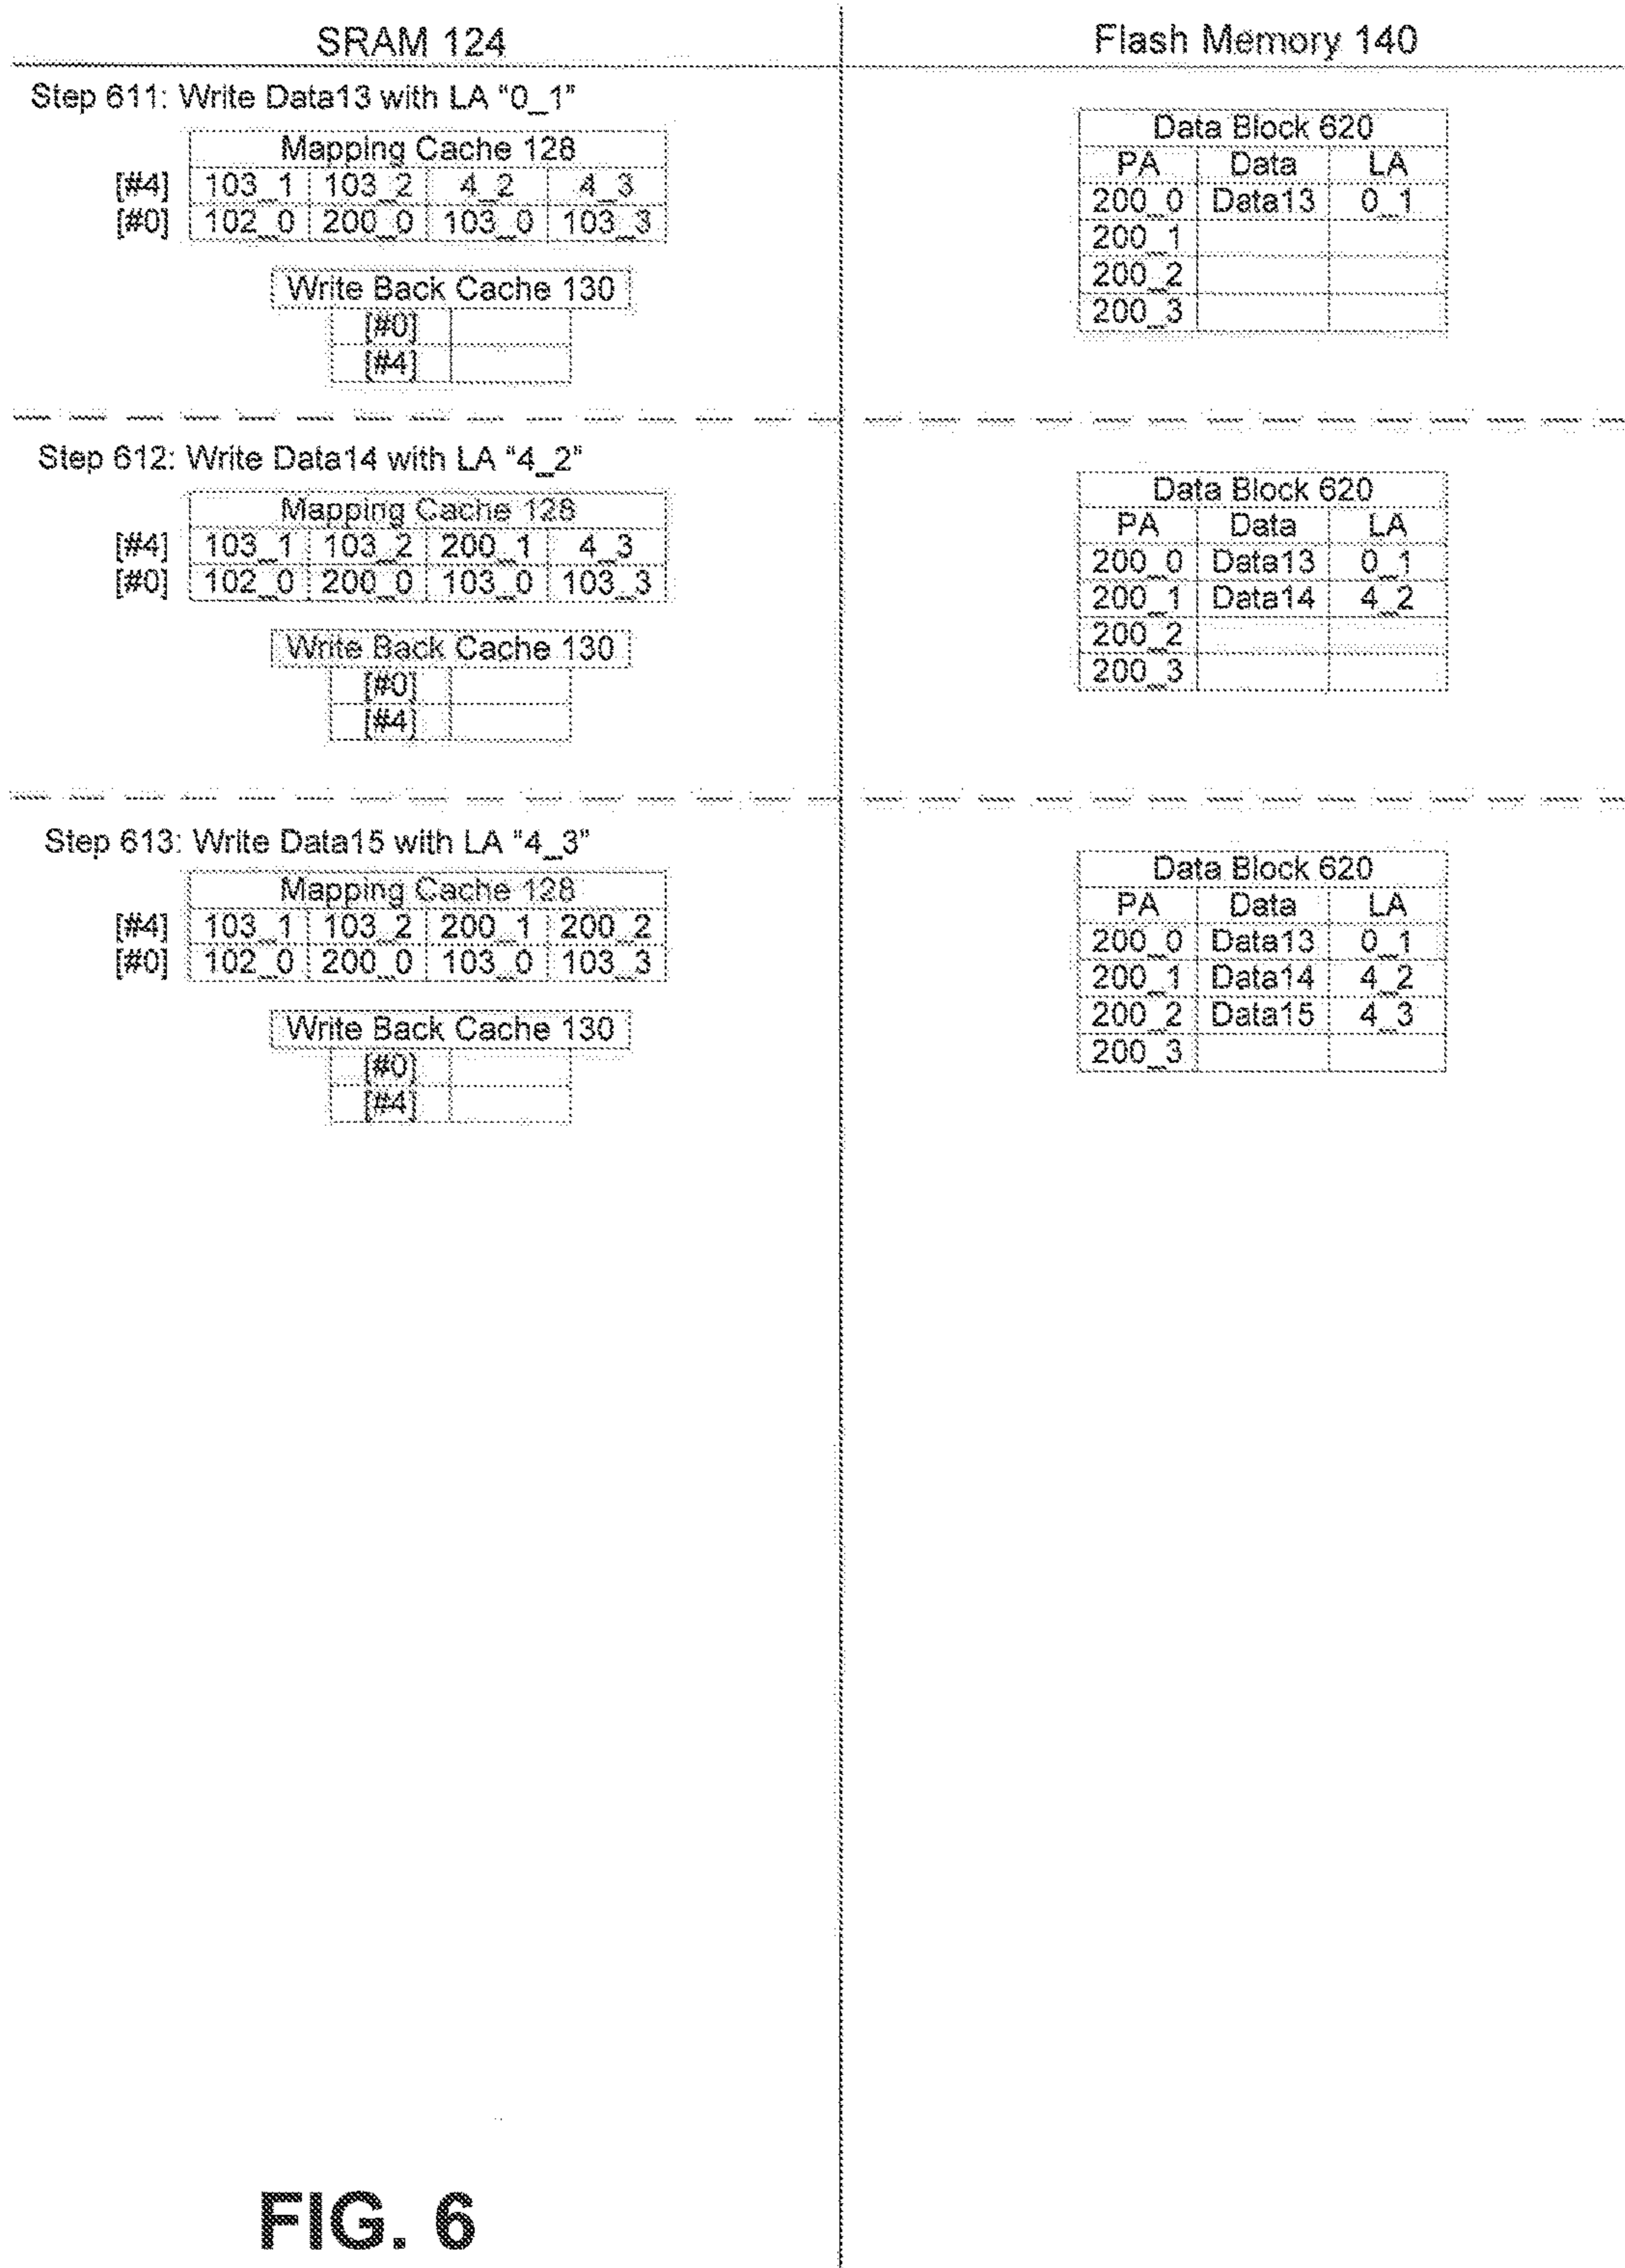 SRAM 124
Flash Memory 140
Step 611: Write Data13 with LA "0_1"
Mapping Cache 128
[#4] 103_1 103_2 4_2 4_3
[#0] 102_0 200_0 103_0 103_3
Write Back Cache 130
[#0]
[#4]
Data Block 620
PA Data LA
200_0 Data13 0_1
200_1
200_2
200_3
Step 612: Write Data14 with LA "4_2"
Mapping Cache 128
[#4] 103_1 103_2 200_1 4_3
[#0] 102_0 200_0 103_0 103_3
Write Back Cache 130
[#0]
[#4]
Data Block 620
PA Data LA
200_0 Data13 0_1
200_1 Data14 4_2
200_2
200_3
Step 613: Write Data15 with LA "4_3"
Mapping Cache 128
[#4] 103_1 103_2 200_1 200_2
[#0] 102_0 200_0 103_0 103_3
Write Back Cache 130
[#0]
[#4]
Data Block 620
PA Data LA
200_0 Data13 0_1
200_1 Data14 4_2
200_2 Data15 4_3
200_3
FIG. 6